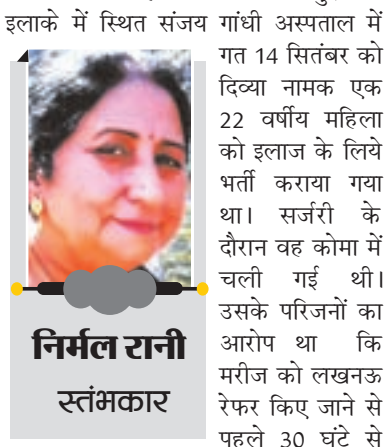 इलाके में स्थित संजय गांधी अस्पताल में
गत 14 सितंबर को
दिव्या नामक एक
22 वर्षीय महिला
को इलाज के लिये
भर्ती कराया गया
था। सर्जरी के
दौरान वह कोमा में
चली गई थी।
उसके परिजनों का
आरोप था कि
मरीज को लखनऊ
रेफर किए जाने से
पहले 30 घंटे से
निर्मल रानी
स्तंभकार